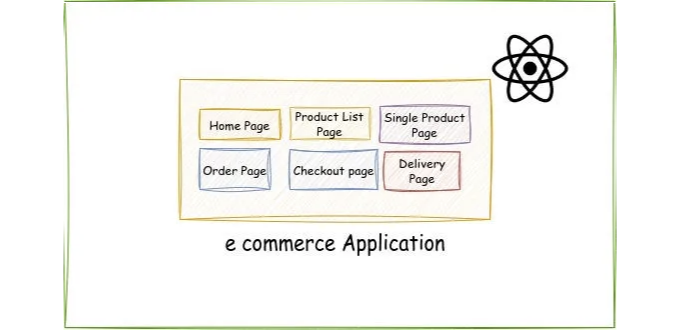 Home Page
Product List
Page
Single Product
Page
Order Page
Checkout page
Delivery
Page
e commerce Application